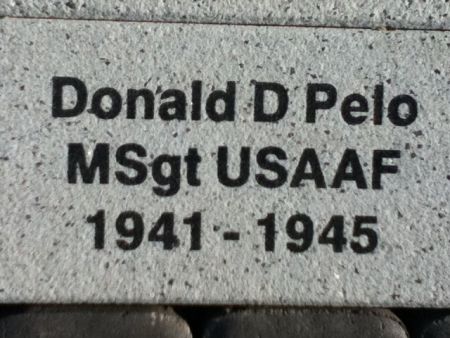 Donald D Pelo
MSgt USAAF
1941 - 1945